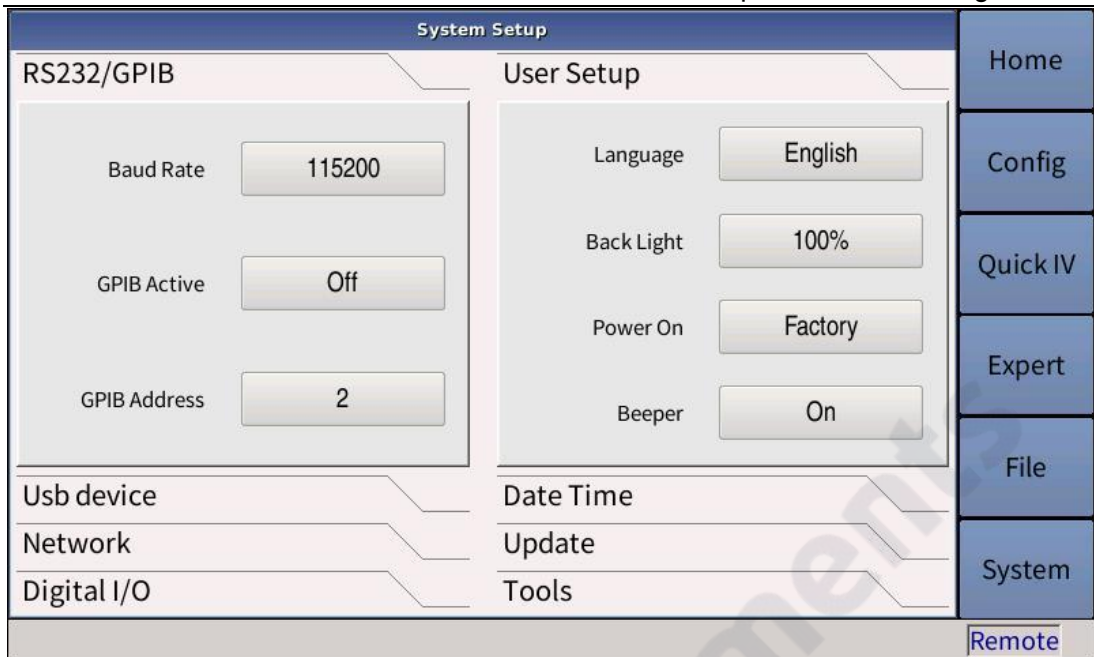 System Setup
RS232/GPIB
Baud Rate 115200
GPIB Active Off
GPIB Address 2
Usb device
Network
Digital I/O
User Setup
Language English
Back Light 100%
Power On Factory
Beeper On
Date Time
Update
Tools
Home
Config
Quick IV
Expert
File
System
Remote